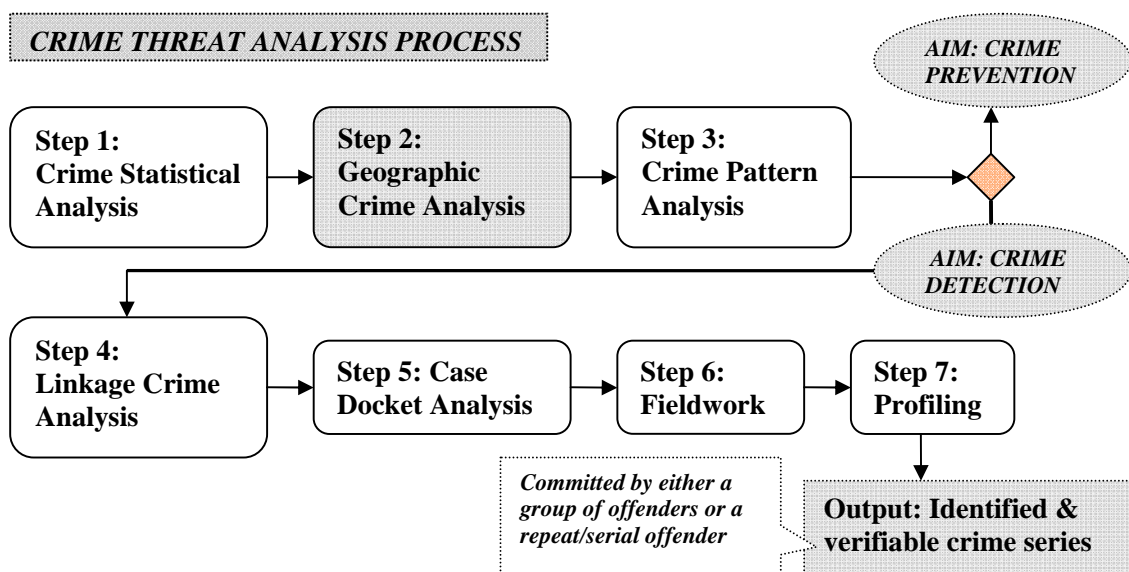 CRIME THREAT ANALYSIS PROCESS
AIM: CRIME
PREVENTION
Step 1:
Crime Statistical
Analysis
Step 2:
Geographic
Crime Analysis
Step 3:
Crime Pattern
Analysis
AIM: CRIME
DETECTION
Step 4:
Linkage Crime
Analysis
Step 5: Case
Docket Analysis
Step 6:
Fieldwork
Step 7:
Profiling
Committed by either a
group of offenders or a
repeat/serial offender
Output: Identified &
verifiable crime series